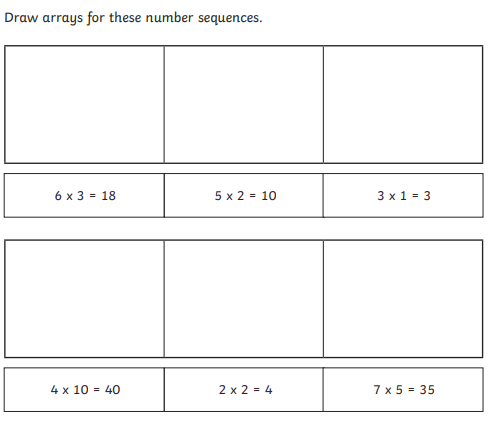 Draw arrays for these number sequences.
6 x 3 = 18
5 x 2 = 10
3 x 1 = 3
4 x 10 = 40
2 x 2 = 4
7 x 5 = 35